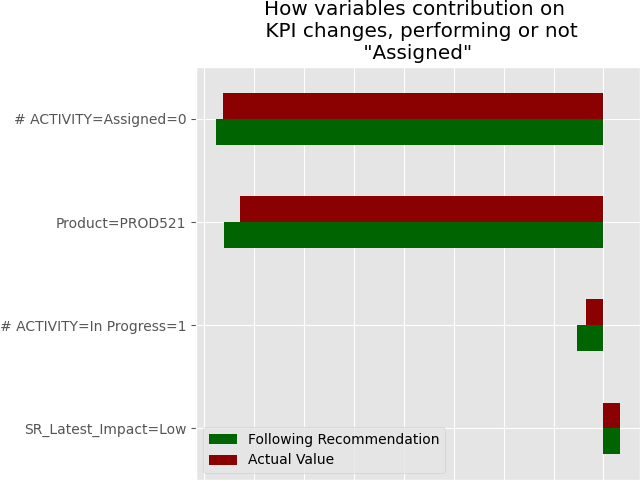 How variables contribution on
KPI changes, performing or not
"Assigned"
# ACTIVITY=Assigned=0
Product=PROD521
# ACTIVITY=In Progress=1
SR_Latest_Impact=Low
Following Recommendation
Actual Value